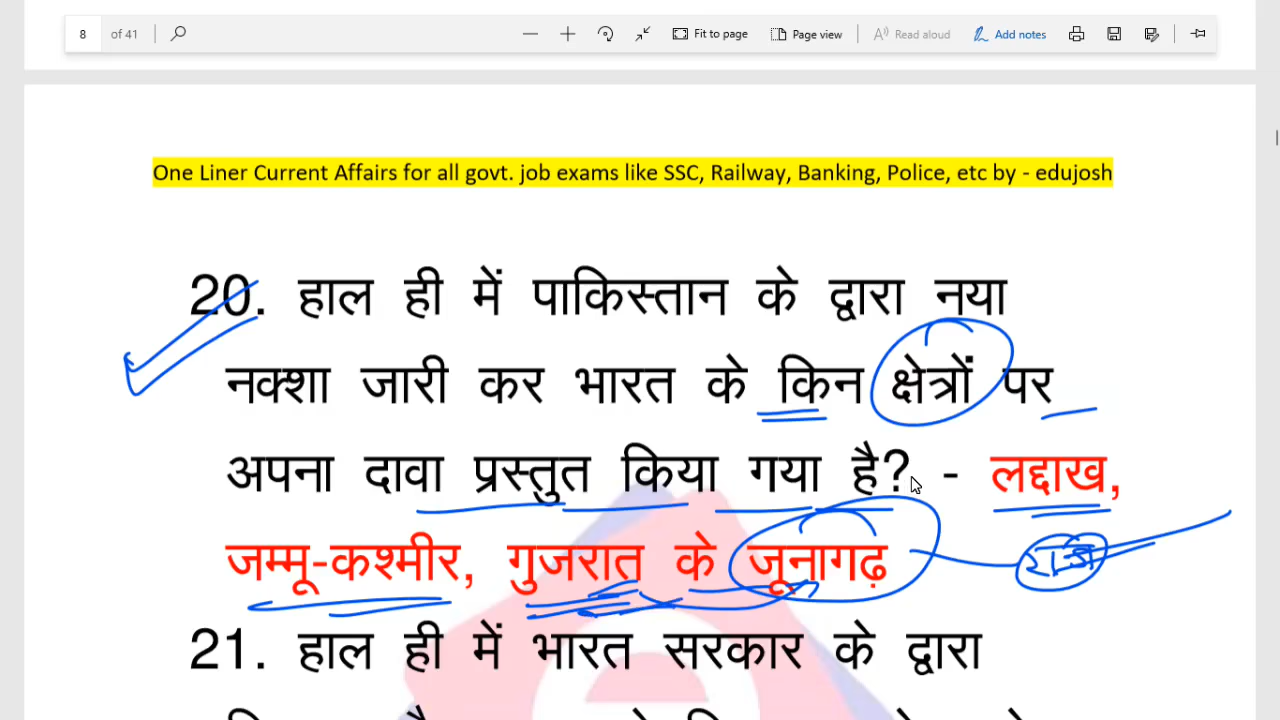 8 of 41 Fit to page Page view Read aloud Add notes
One Liner Current Affairs for all govt. job exams like SSC, Railway, Banking, Police, etc by - edujosh
20. हाल ही में पाकिस्तान के द्वारा नया
नक्शा जारी कर भारत के किन क्षेत्रों पर
अपना दावा प्रस्तुत किया गया है? - लद्दाख,
जम्मू-कश्मीर, गुजरात के जूनागढ़
21. हाल ही में भारत सरकार के द्वारा